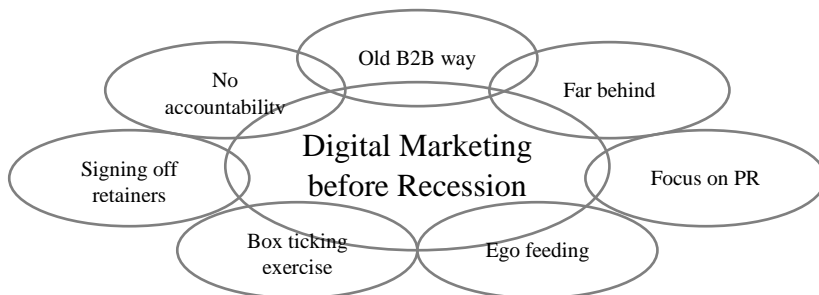 Old B2B way
No
accountability
Far behind
Digital Marketing
before Recession
Signing off
retainers
Focus on PR
Box ticking
exercise
Ego feeding